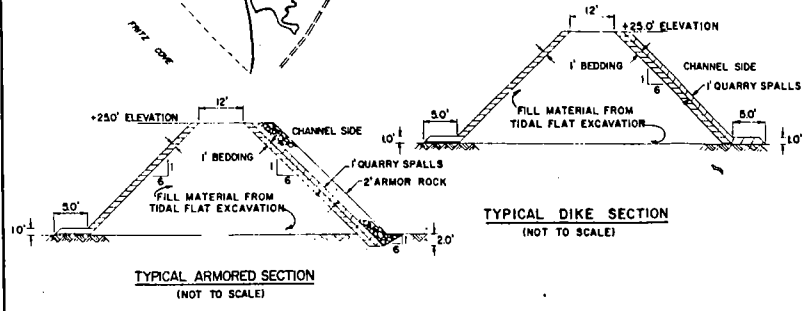 FRITZ COVE
12'
+25.0' ELEVATION
1' BEDDING
1
6
CHANNEL SIDE
1' QUARRY SPALLS
5.0'
5.0'
1.0'
1.0'
FILL MATERIAL FROM
TIDAL FLAT EXCAVATION
TYPICAL DIKE SECTION
(NOT TO SCALE)
12'
+25.0' ELEVATION
CHANNEL SIDE
1' BEDDING
1
6
1
6
1' QUARRY SPALLS
2' ARMOR ROCK
FILL MATERIAL FROM
TIDAL FLAT EXCAVATION
5.0'
1.0'
1
6
2.0'
TYPICAL ARMORED SECTION
(NOT TO SCALE)